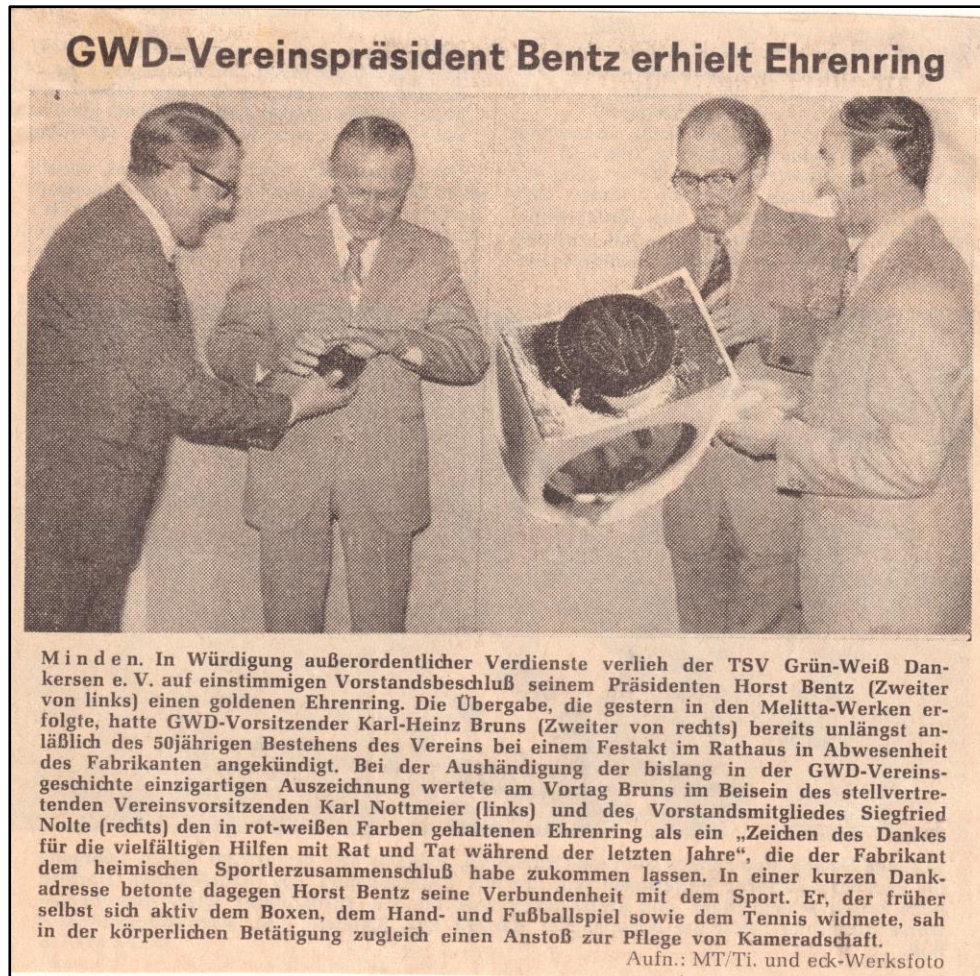 GWD-Vereinspräsident Bentz erhielt Ehrenring
GWD
Minden. In Würdigung außerordentlicher Verdienste verlieh der TSV Grün-Weiß Dan-
kersen e. V. auf einstimmigen Vorstandsbeschluß seinem Präsidenten Horst Bentz (Zweiter
von links) einen goldenen Ehrenring. Die Übergabe, die gestern in den Melitta-Werken er-
folgte, hatte GWD-Vorsitzender Karl-Heinz Bruns (Zweiter von rechts) bereits unlängst an-
läßlich des 50jährigen Bestehens des Vereins bei einem Festakt im Rathaus in Abwesenheit
des Fabrikanten angekündigt. Bei der Aushändigung der bislang in der GWD-Vereins-
geschichte einzigartigen Auszeichnung wertete am Vortag Bruns im Beisein des stellvertre-
tenden Vereinsvorsitzenden Karl Nottmeier (links) und des Vorstandsmitgliedes Siegfried
Nolte (rechts) den in rot-weißen Farben gehaltenen Ehrenring als ein „Zeichen des Dankes
für die vielfältigen Hilfen mit Rat und Tat während der letzten Jahre“, die der Fabrikant
dem heimischen Sportlerzusammenschluß habe zukommen lassen. In einer kurzen Dank-
adresse betonte dagegen Horst Bentz seine Verbundenheit mit dem Sport. Er, der früher
selbst sich aktiv dem Boxen, dem Hand- und Fußballspiel sowie dem Tennis widmete, sah
in der körperlichen Betätigung zugleich einen Anstoß zur Pflege von Kameradschaft.
Aufn.: MT/Ti. und eck-Werksfoto